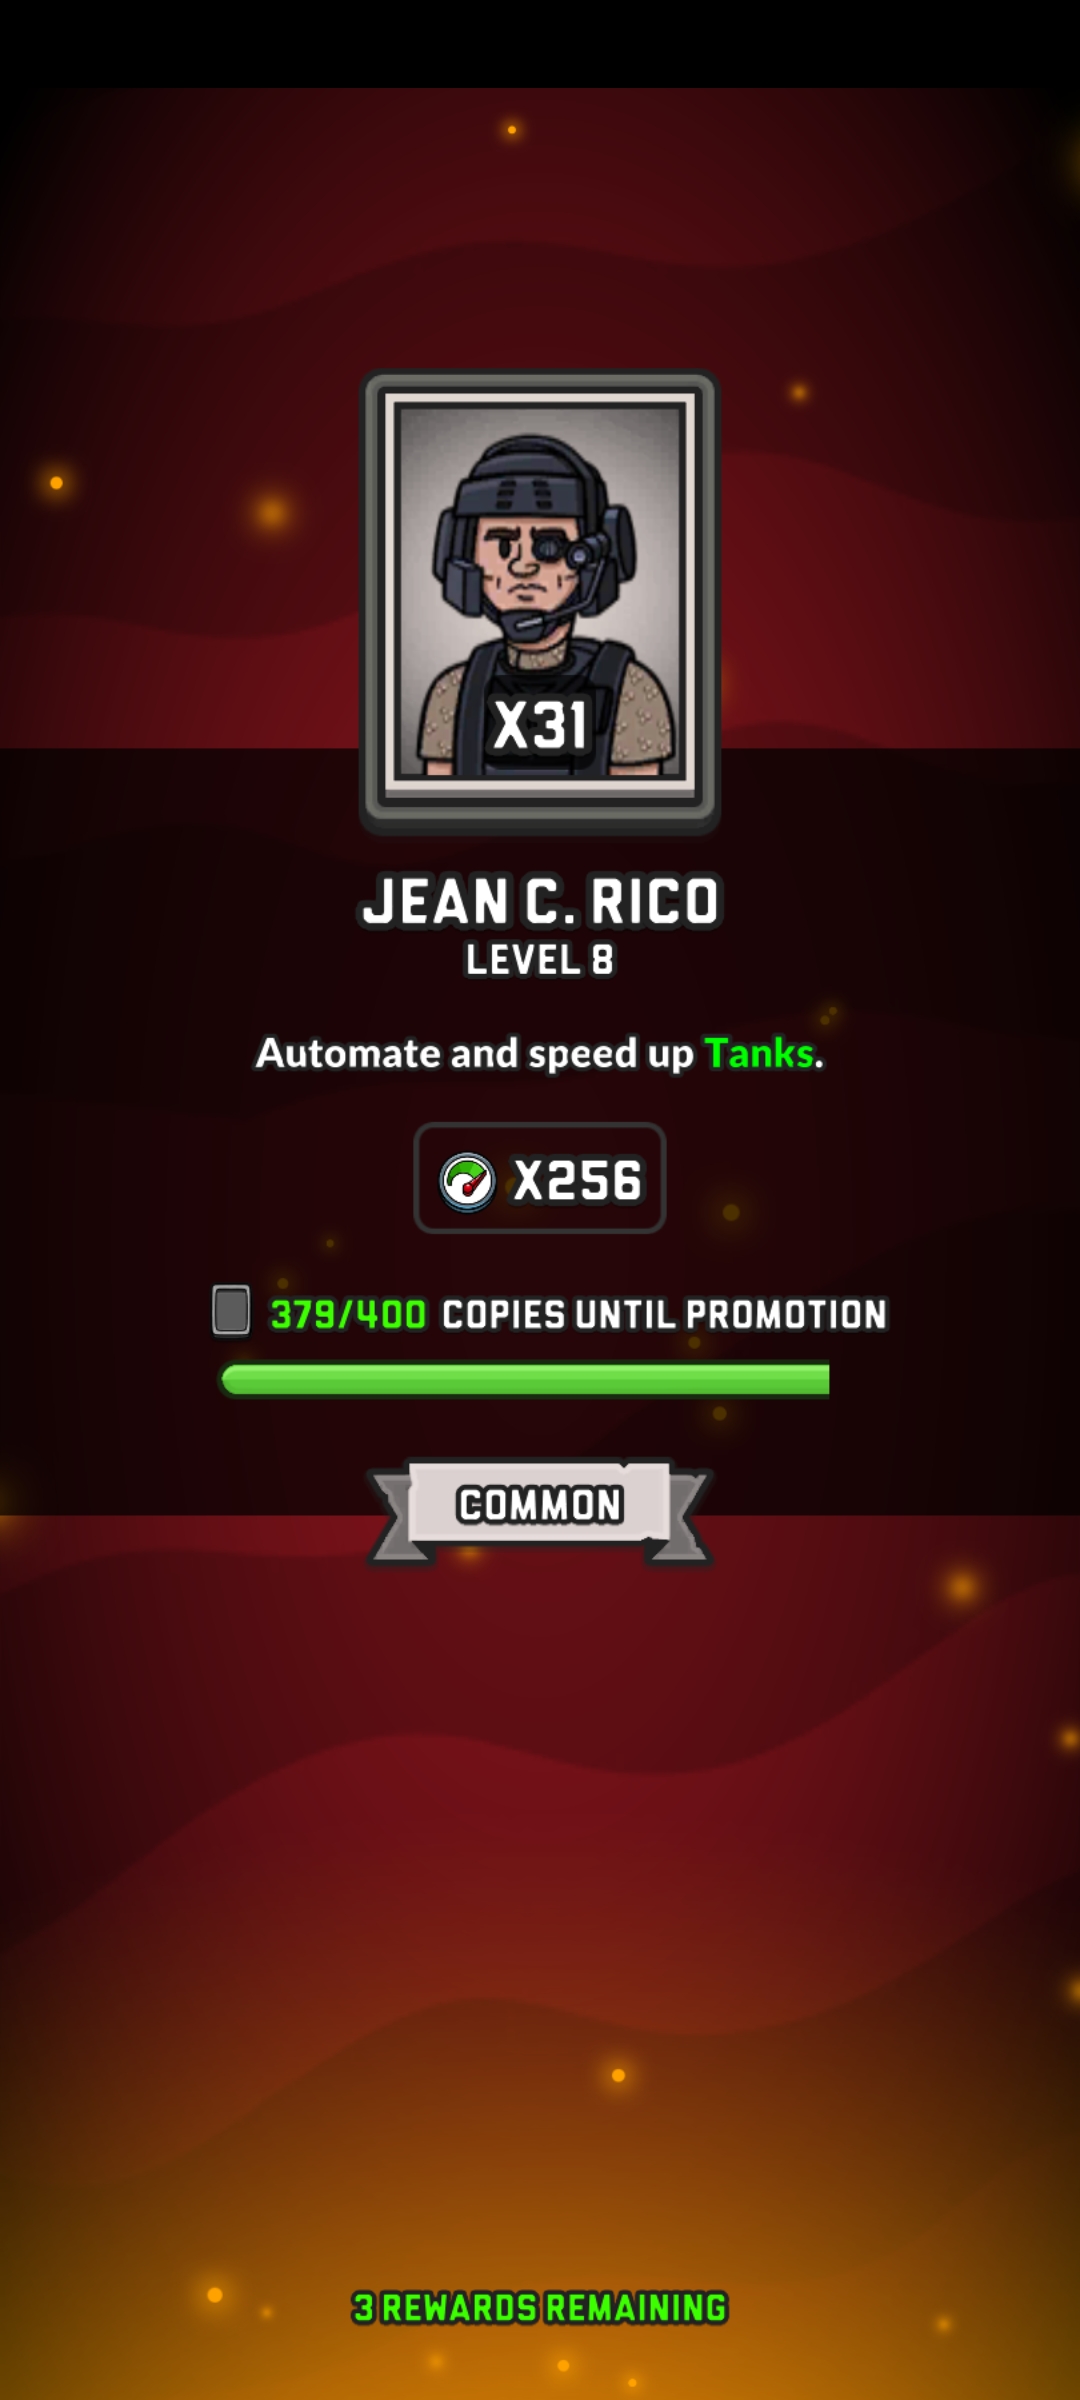 X31
JEAN C. RICO
LEVEL 8
Automate and speed up Tanks.
X256
379/400 COPIES UNTIL PROMOTION
COMMON
3 REWARDS REMAINING